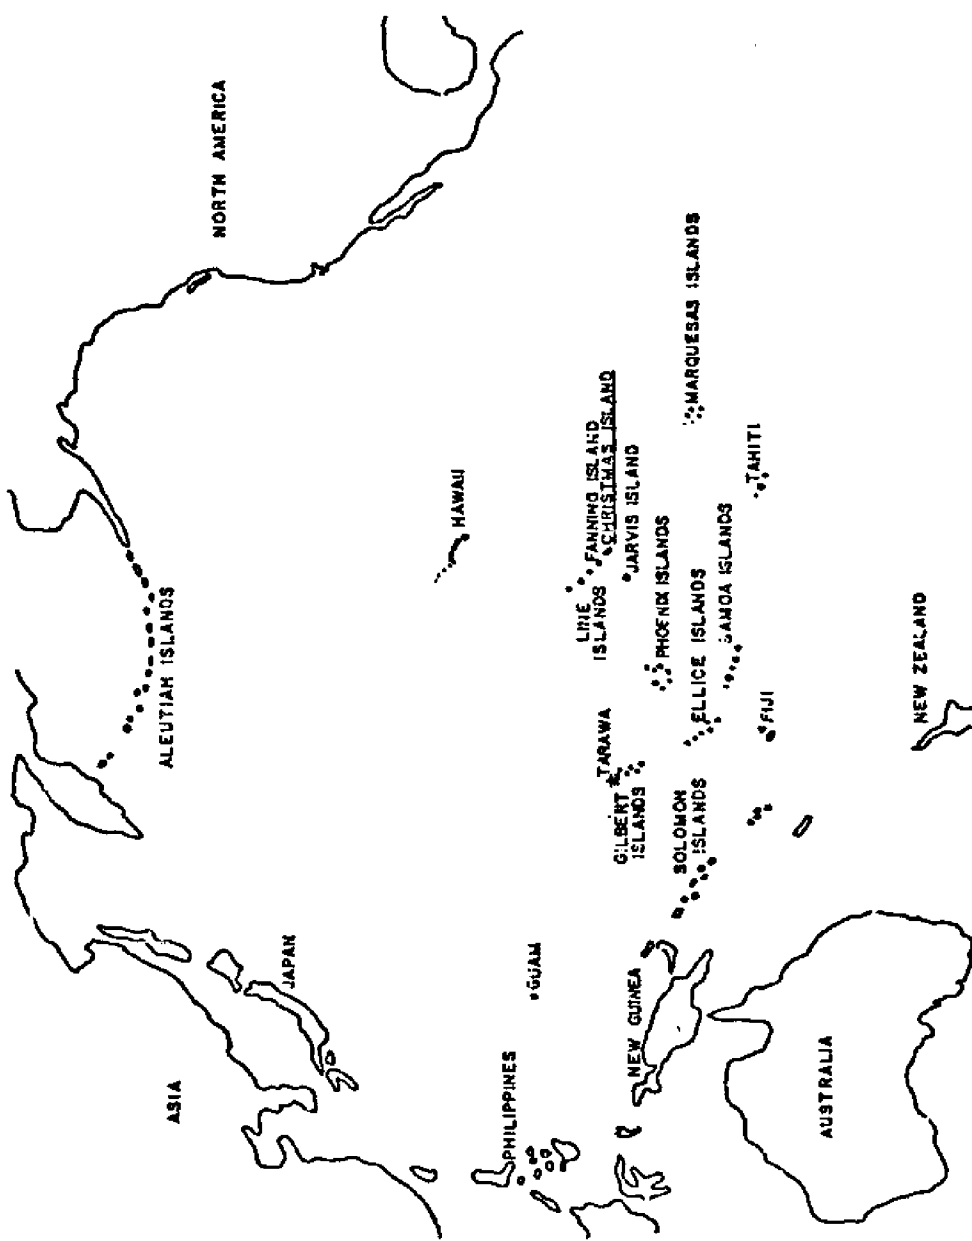 NORTH AMERICA
ALEUTIAN ISLANDS
ASIA
JAPAN
HAWAII
PHILIPPINES
GUAM
LINE
ISLANDS
FANNING ISLAND
CHRISTMAS ISLAND
JARVIS ISLAND
TARAWA
GILBERT
ISLANDS
PHOENIX ISLANDS
MARQUESAS ISLANDS
NEW GUINEA
SOLOMON
ISLANDS
ELLICE ISLANDS
SAMOA ISLANDS
TAHITI
FIJI
AUSTRALIA
NEW ZEALAND